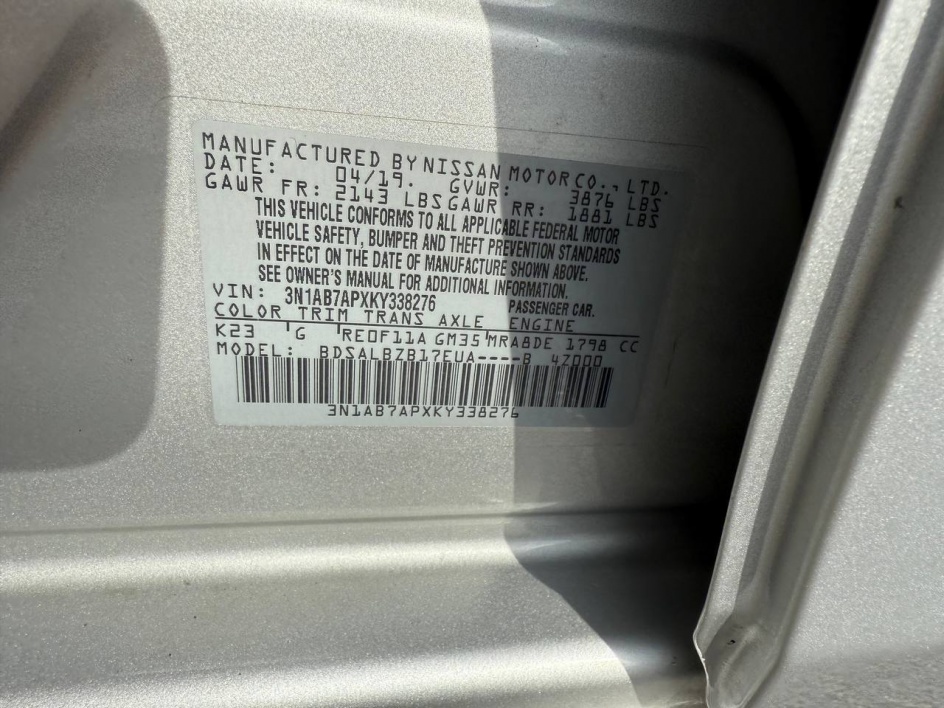 MANUFACTURED BY NISSAN MOTOR CO., LTD.
DATE: 04/19. GVWR: 3876 LBS
GAWR FR: 2143 LBS GAWR RR: 1881 LBS
THIS VEHICLE CONFORMS TO ALL APPLICABLE FEDERAL MOTOR
VEHICLE SAFETY, BUMPER AND THEFT PREVENTION STANDARDS
IN EFFECT ON THE DATE OF MANUFACTURE SHOWN ABOVE.
SEE OWNER'S MANUAL FOR ADDITIONAL INFORMATION.
VIN: 3N1AB7APXKY338276 PASSENGER CAR.
COLOR TRIM TRANS AXLE ENGINE
K23 G RE0F11A GM35 MRA8DE 1798 CC
MODEL: BDSALBZB17EUA----B 4Z000
3N1AB7APXKY338276